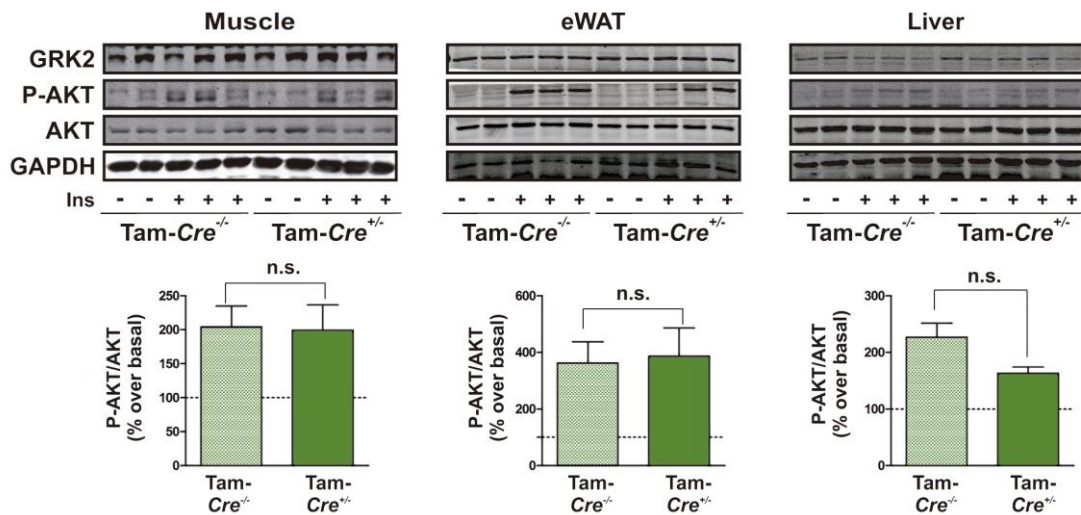 Muscle eWAT Liver
GRK2
P-AKT
AKT
GAPDH
Ins - - + + + - - + + + - - + + + - - + + + - - + + + - - + + +
Tam-Cre-/- Tam-Cre+/- Tam-Cre-/- Tam-Cre+/- Tam-Cre-/- Tam-Cre+/-
n.s.
P-AKT/AKT
(% over basal)
250
200
150
100
50
0
Tam- Tam-
Cre-/- Cre+/-
n.s.
P-AKT/AKT
(% over basal)
600
400
200
0
Tam- Tam-
Cre-/- Cre+/-
n.s.
P-AKT/AKT
(% over basal)
300
200
100
0
Tam- Tam-
Cre-/- Cre+/-